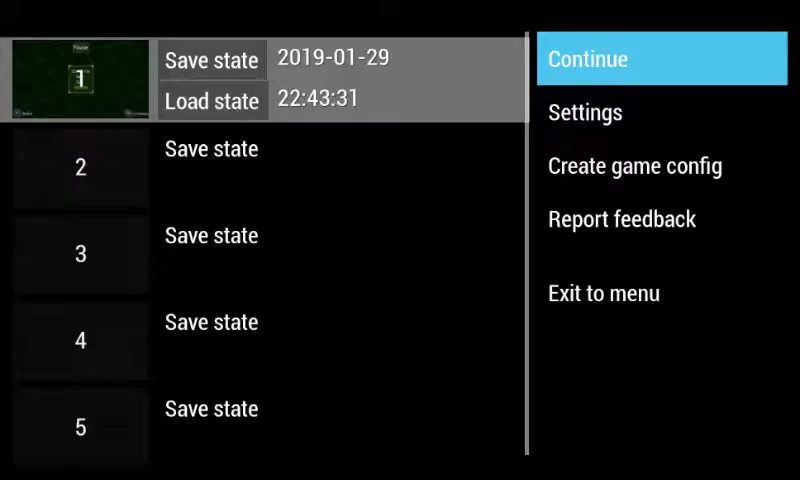 Pause
1
Save state
2019-01-29
Load state
22:43:31
2
Save state
3
Save state
4
Save state
5
Save state
Continue
Settings
Create game config
Report feedback
Exit to menu